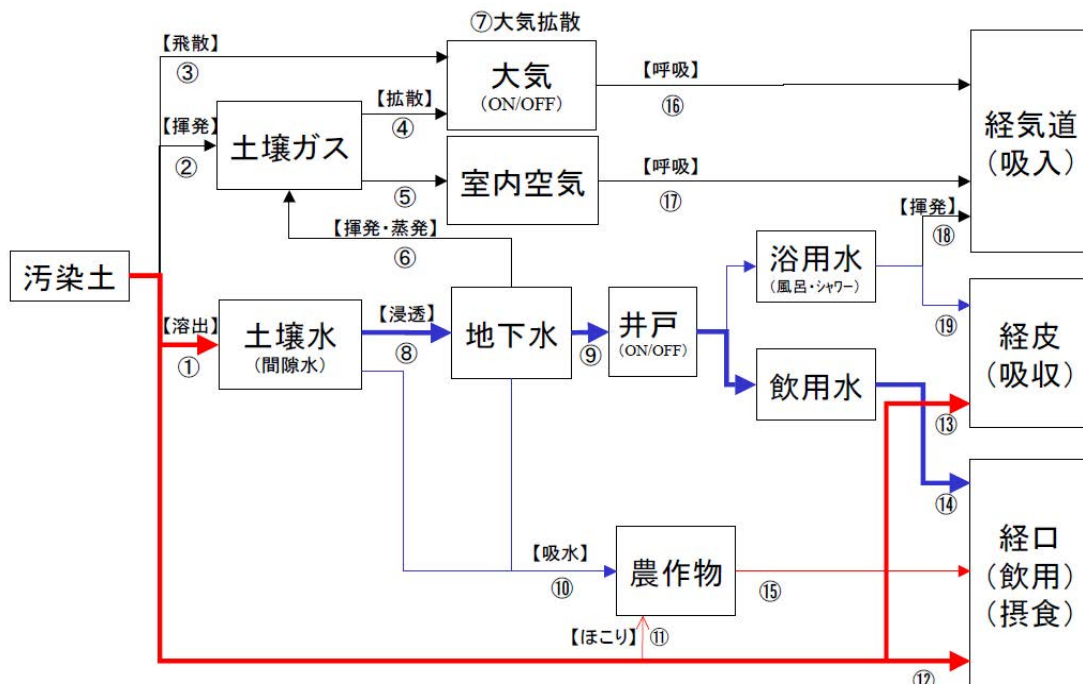 ⑦大気拡散
【飛散】
③
大気
(ON/OFF)
【呼吸】
⑯
【揮発】
②
土壌ガス
【拡散】
④
⑤
室内空気
【呼吸】
⑰
経気道
(吸入)
【揮発・蒸発】
⑥
【揮発】
⑱
汚染土
浴用水
(風呂・シャワー)
⑲
【溶出】
①
土壌水
(間隙水)
【浸透】
⑧
地下水
⑨
井戸
(ON/OFF)
飲用水
経皮
(吸収)
⑬
⑭
【吸水】
⑩
農作物
⑮
経口
(飲用)
(摂食)
【ほこり】
⑪
⑫